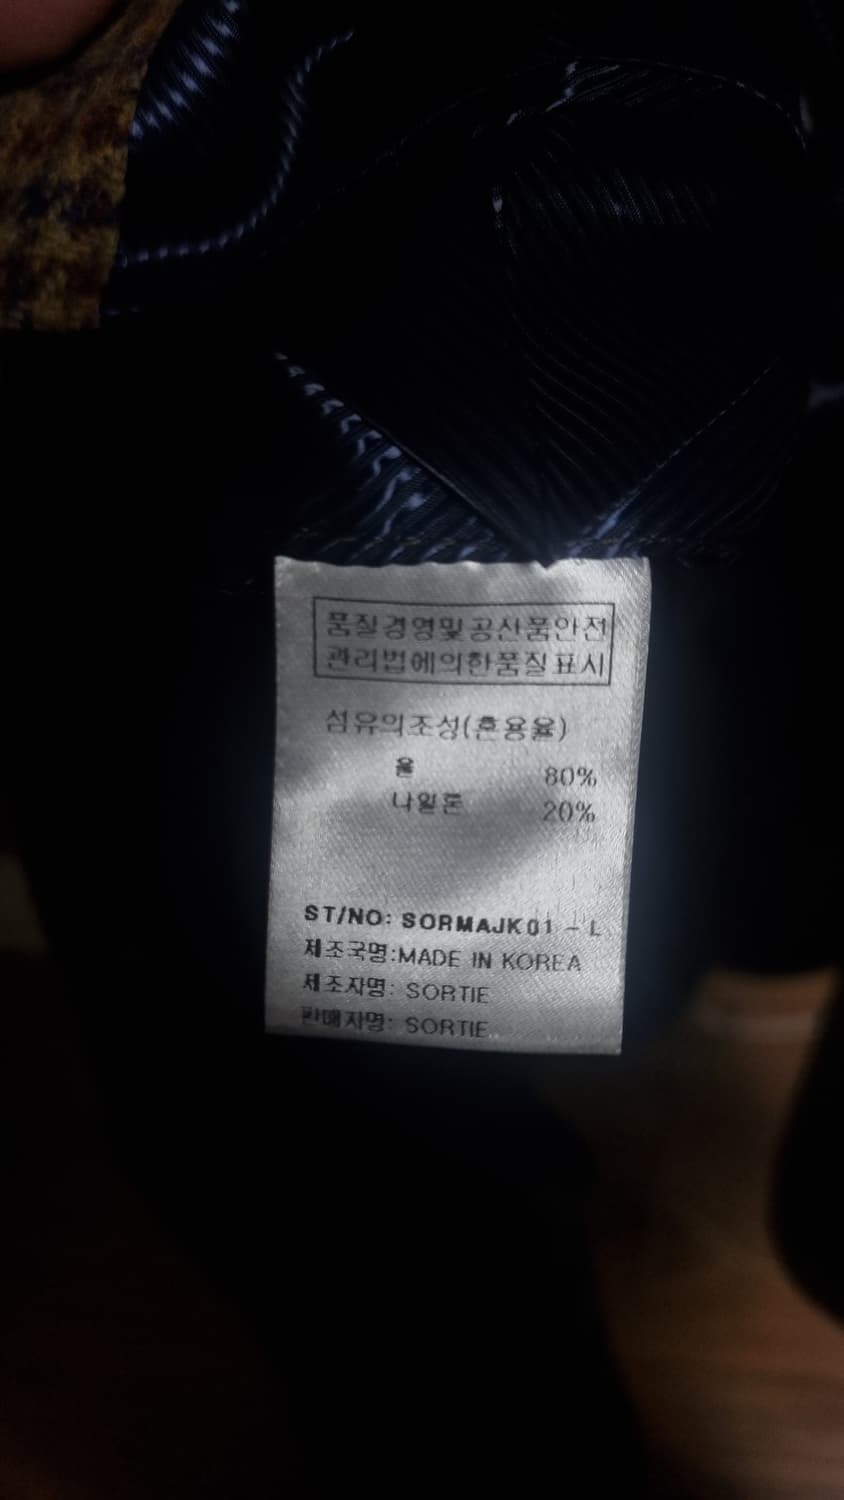 품질경영및공산품안전
관리법에의한품질표시
섬유의조성(혼용율)
울 80%
나일론 20%
ST/NO: SORMAJK01 - L
제조국명:MADE IN KOREA
제조자명: SORTIE
판매자명: SORTIE